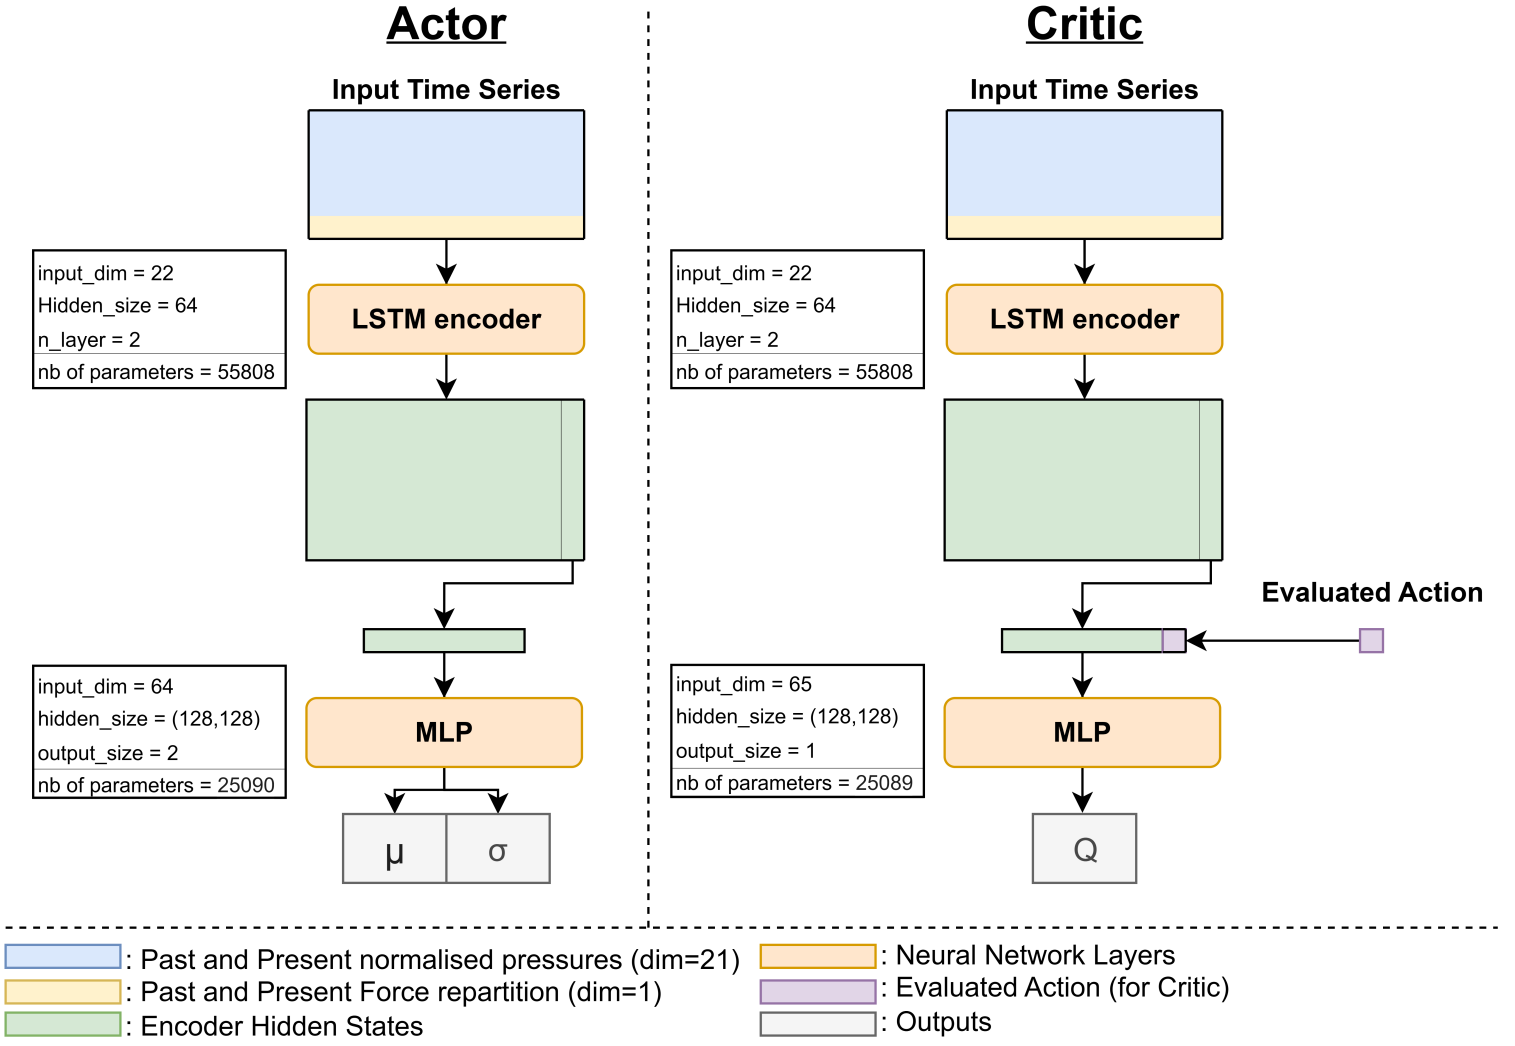 Actor
Input Time Series
input_dim = 22
Hidden_size = 64
n_layer = 2
nb of parameters = 55808
LSTM encoder
input_dim = 64
hidden_size = (128,128)
output_size = 2
nb of parameters = 25090
MLP
μ
σ
Critic
Input Time Series
input_dim = 22
Hidden_size = 64
n_layer = 2
nb of parameters = 55808
LSTM encoder
Evaluated Action
input_dim = 65
hidden_size = (128,128)
output_size = 1
nb of parameters = 25089
MLP
Q
: Past and Present normalised pressures (dim=21)
: Past and Present Force repartition (dim=1)
: Encoder Hidden States
: Neural Network Layers
: Evaluated Action (for Critic)
: Outputs